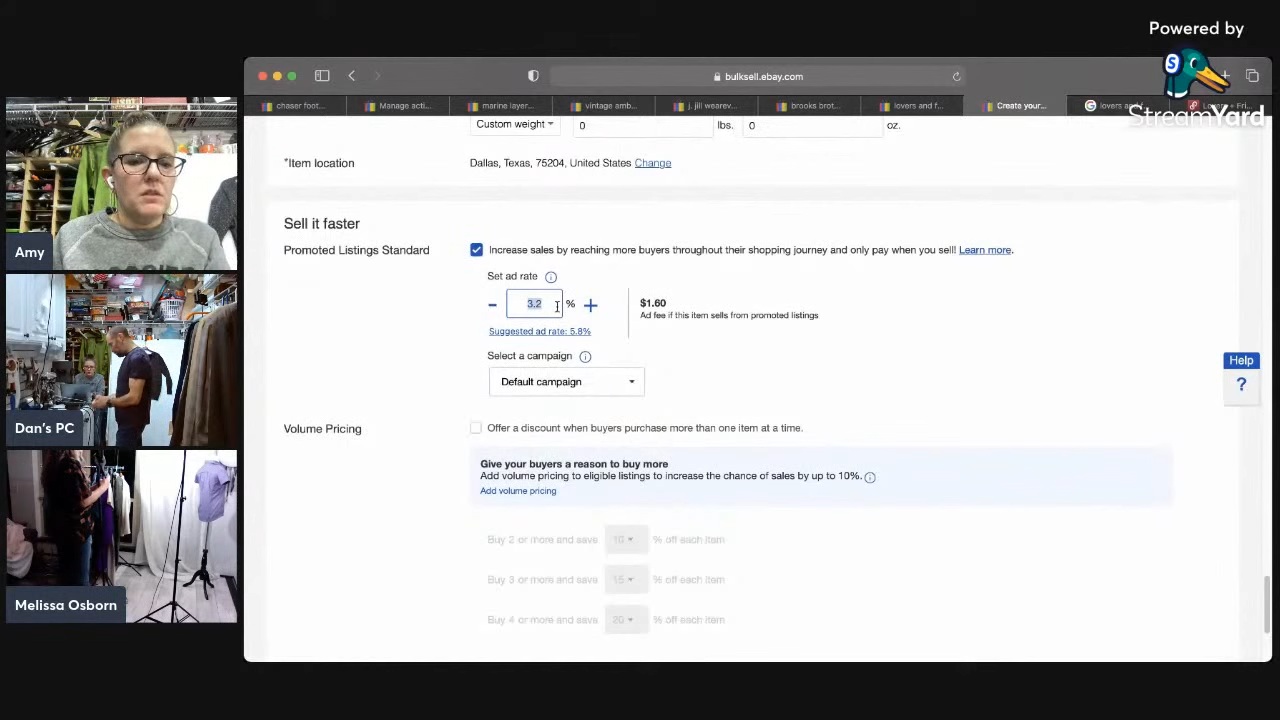 Powered by
StreamYard
bulksell.ebay.com
chaser foot...
Manage acti...
marine layer...
vintage amb...
j. jill wearev...
brooks brot...
lovers and f...
Create your...
Custom weight
0
lbs.
0
oz.
*Item location
Dallas, Texas, 75204, United States Change
Sell it faster
Promoted Listings Standard
Increase sales by reaching more buyers throughout their shopping journey and only pay when you sell! Learn more.
Set ad rate
- 3.2 % +
$1.60
Ad fee if this item sells from promoted listings
Suggested ad rate: 5.8%
Select a campaign
Default campaign
Volume Pricing
Offer a discount when buyers purchase more than one item at a time.
Give your buyers a reason to buy more
Add volume pricing to eligible listings to increase the chance of sales by up to 10%.
Add volume pricing
Buy 2 or more and save 10 % off each item
Buy 3 or more and save 15 % off each item
Buy 4 or more and save 20 % off each item
Help
?
Amy
Dan's PC
Melissa Osborn